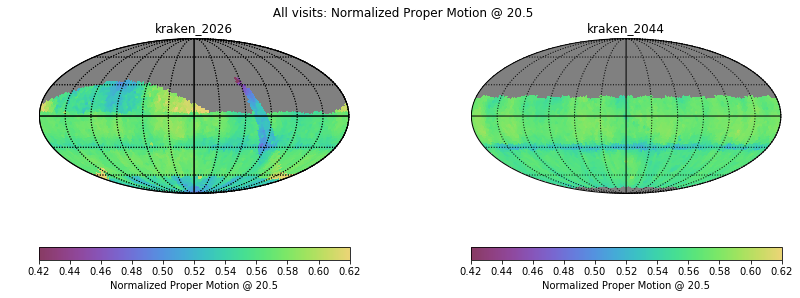 All visits: Normalized Proper Motion @ 20.5
kraken_2026
kraken_2044
0.42 0.44 0.46 0.48 0.50 0.52 0.54 0.56 0.58 0.60 0.62
Normalized Proper Motion @ 20.5
0.42 0.44 0.46 0.48 0.50 0.52 0.54 0.56 0.58 0.60 0.62
Normalized Proper Motion @ 20.5